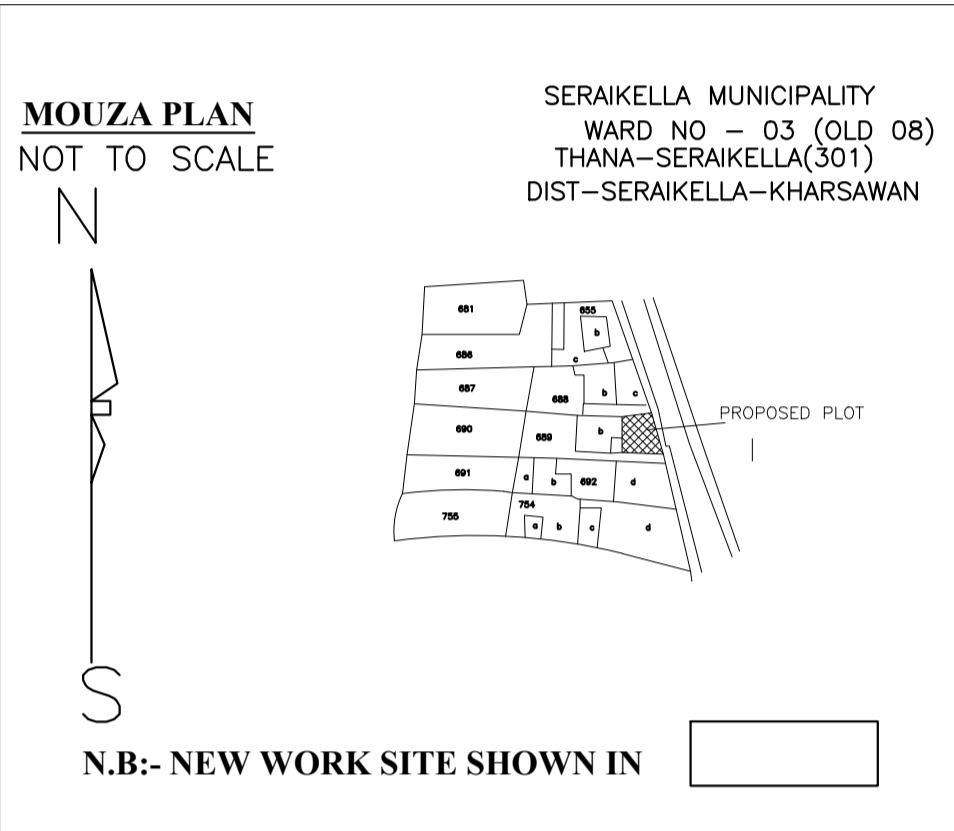 MOUZA PLAN
NOT TO SCALE
SERAIKELLA MUNICIPALITY
WARD NO - 03 (OLD 08)
THANA-SERAIKELLA(301)
DIST-SERAIKELLA-KHARSAWAN
N
681
655
b
686
c
687
688
b
c
690
689
b
PROPOSED PLOT
691
a
b
692
d
755
754
a
b
c
d
S
N.B:- NEW WORK SITE SHOWN IN